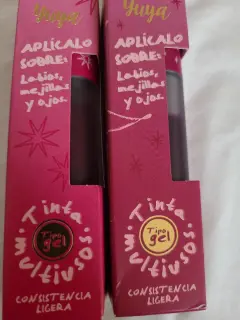 Yuya
APLÍCALO
SOBRE:
Labios,
mejillas
y ojos.
Tinta
multiusos
Tipo
gel
CONSISTENCIA
LIGERA
Yuya
APLÍCALO
SOBRE:
Labios,
mejillas
y ojos.
Tinta
multiusos
Tipo
gel
CONSISTENCIA
LIGERA